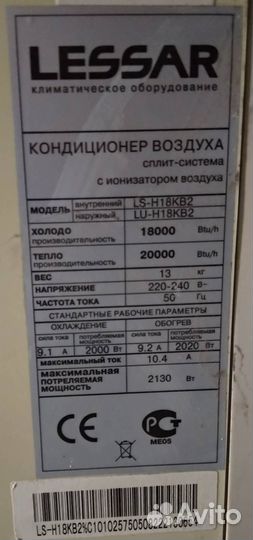 LESSAR
климатическое оборудование
КОНДИЦИОНЕР ВОЗДУХА
сплит-система
с ионизатором воздуха
МОДЕЛЬ внутренний LS-H18KB2
наружный LU-H18KB2
ХОЛОДО производительность 18000 Btu/h
ТЕПЛО производительность 20000 Btu/h
ВЕС 13 кг
НАПРЯЖЕНИЕ 220-240 В~
ЧАСТОТА ТОКА 50 Гц
СТАНДАРТНЫЕ РАБОЧИЕ ПАРАМЕТРЫ
ОХЛАЖДЕНИЕ ОБОГРЕВ
сила тока потребляемая мощность сила тока потребляемая мощность
9.1 А 2000 Вт 9.2 А 2020 Вт
МАКСИМАЛЬНЫЙ ТОК 10.4 А
МАКСИМАЛЬНАЯ ПОТРЕЛЯЕМАЯ МОЩНОСТЬ 2130 Вт
CE
РСТ
ME05
Avito